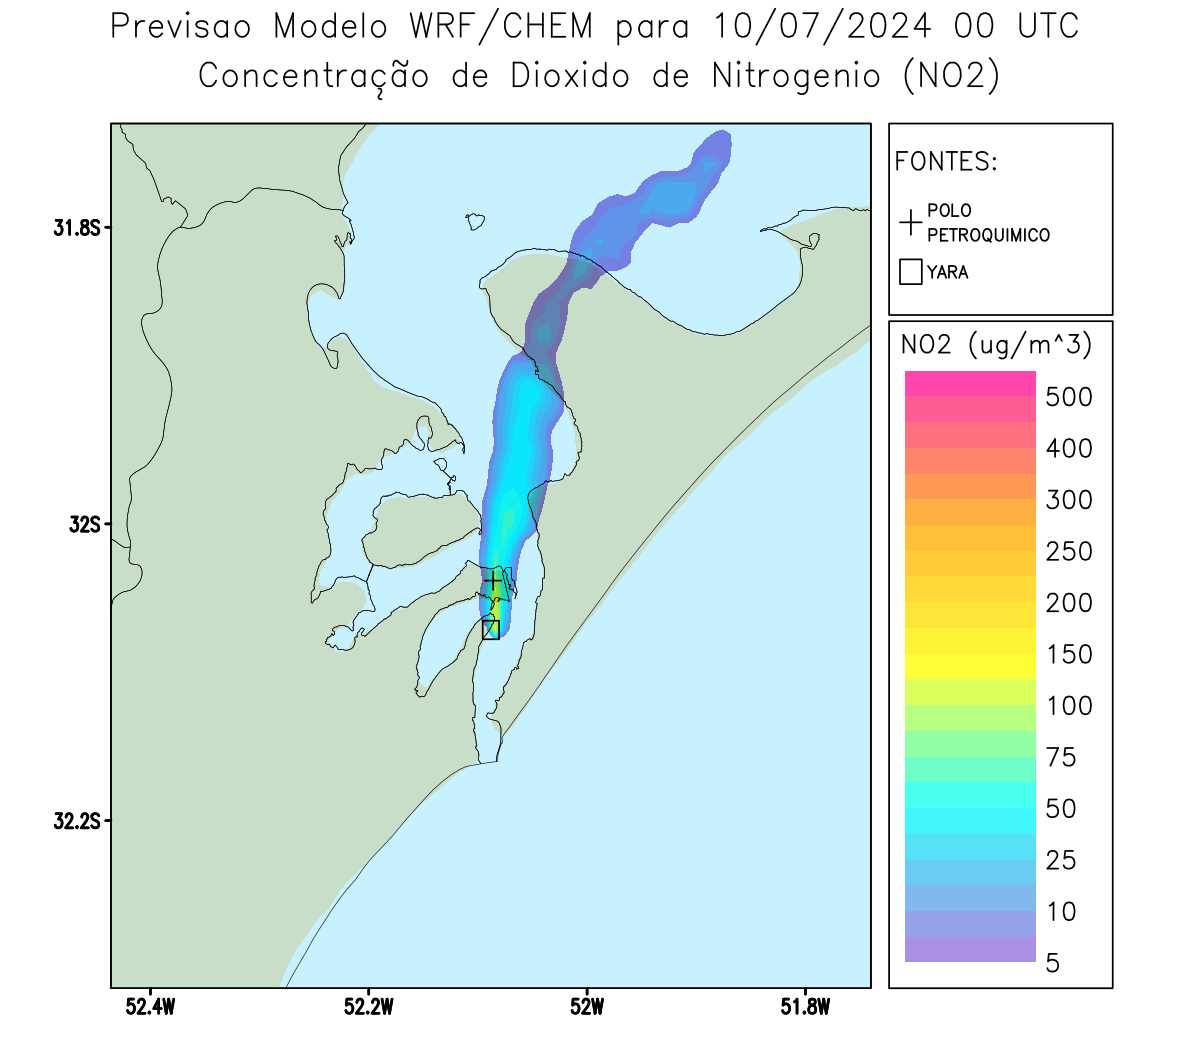 Previsao Modelo WRF/CHEM para 10/07/2024 00 UTC
Concentração de Dioxido de Nitrogenio (NO2)
FONTES:
POLO
PETROQUIMICO
YARA
NO2 (ug/m^3)
500
400
300
250
200
150
100
75
50
25
10
5
31.8S
32S
32.2S
52.4W
52.2W
52W
51.8W